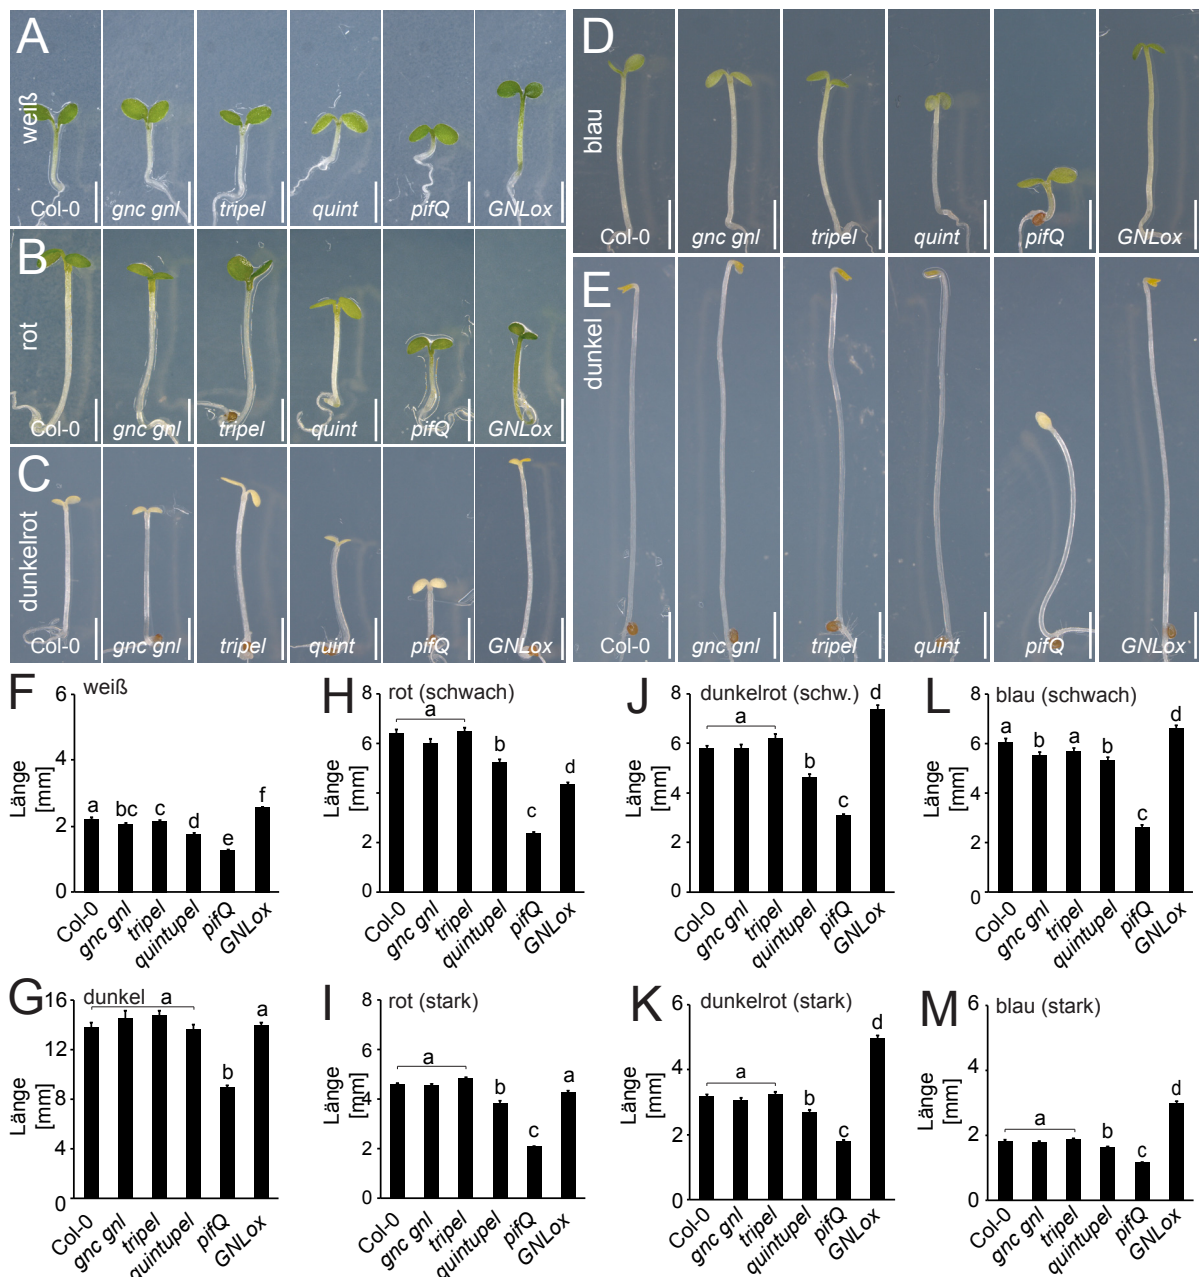 A
weiß
Col-0 gnc gnl tripel quint pifQ GNLox
B
rot
Col-0 gnc gnl tripel quint pifQ GNLox
C
dunkelrot
Col-0 gnc gnl tripel quint pifQ GNLox
D
blau
Col-0 gnc gnl tripel quint pifQ GNLox
E
dunkel
Col-0 gnc gnl tripel quint pifQ GNLox
F
weiß
Länge
[mm]
6
4
2
0
a bc c d e f
Col-0 gnc gnl tripel quintupel pifQ GNLox
H
rot (schwach)
Länge
[mm]
8
6
4
2
0
a b c d
Col-0 gnc gnl tripel quintupel pifQ GNLox
J
dunkelrot (schw.)
Länge
[mm]
8
6
4
2
0
a b c d
Col-0 gnc gnl tripel quintupel pifQ GNLox
L
blau (schwach)
Länge
[mm]
8
6
4
2
0
a b a b c d
Col-0 gnc gnl tripel quintupel pifQ GNLox
G
dunkel
Länge
[mm]
16
12
8
4
0
a b a
Col-0 gnc gnl tripel quintupel pifQ GNLox
I
rot (stark)
Länge
[mm]
8
6
4
2
0
a b c a
Col-0 gnc gnl tripel quintupel pifQ GNLox
K
dunkelrot (stark)
Länge
[mm]
6
4
2
0
a b c d
Col-0 gnc gnl tripel quintupel pifQ GNLox
M
blau (stark)
Länge
[mm]
6
4
2
0
a b c d
Col-0 gnc gnl tripel quintupel pifQ GNLox